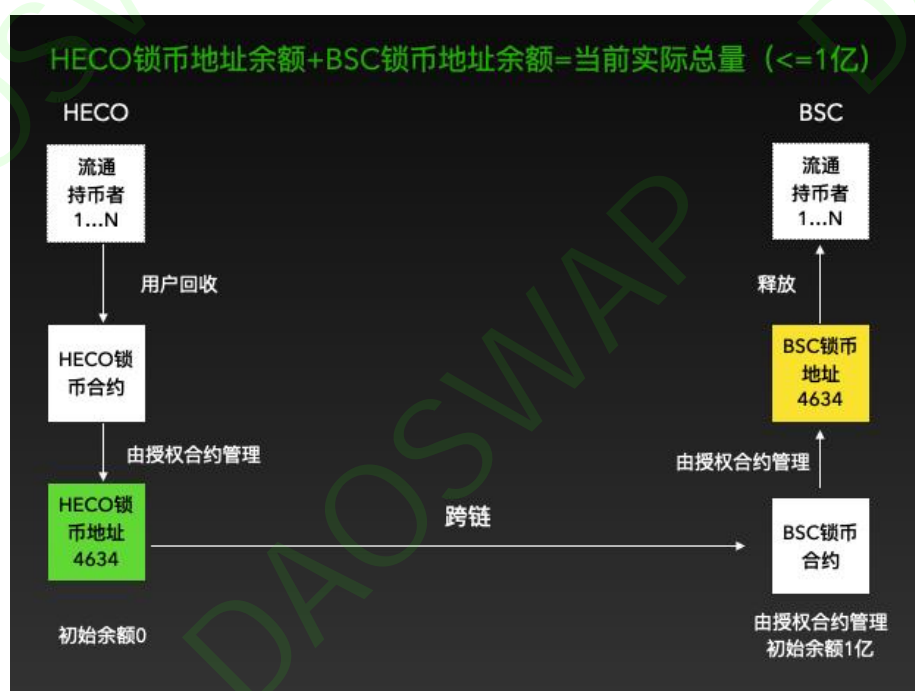 HECO锁币地址余额+BSC锁币地址余额=当前实际总量（<=1亿）
HECO
BSC
流通
持币者
1...N
流通
持币者
1...N
用户回收
释放
HECO锁
币合约
BSC锁币
地址
4634
由授权合约管理
由授权合约管理
HECO锁
币地址
4634
跨链
BSC锁币
合约
初始余额0
由授权合约管理
初始余额1亿
DAOSWAP